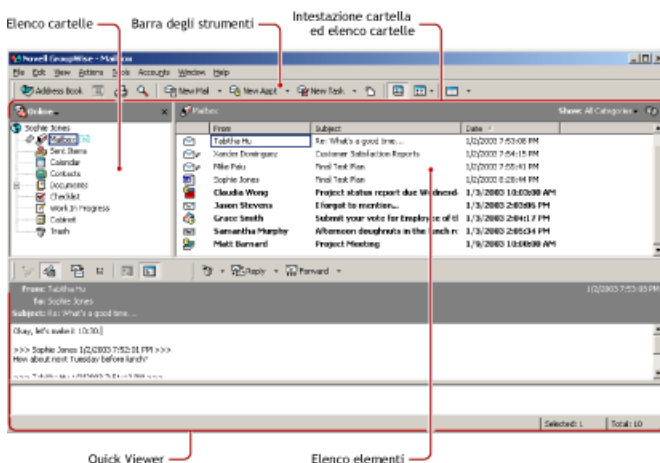 Intestazione cartella
ed elenco cartelle
Elenco cartelle
Barra degli strumenti
Novell GroupWise - Mailbox
File Edit View Actions Tools Accounts Window Help
Address Book New Mail New Appt New Task
Online Mailbox Show: All Categories
Sophie Jones
Mailbox
Sent Items
Calendar
Contacts
Documents
Checklist
Work In Progress
Cabinet
Trash
From Subject Date
Tabitha Hu Re: What's a good time... 1/2/2003 7:53:08 PM
Xander Dominguez Customer Satisfaction Reports 1/2/2003 7:54:15 PM
Mike Palu Final Test Plan 1/2/2003 7:55:41 PM
Sophie Jones Final Test Plan 1/2/2003 8:28:44 PM
Claudia Wong Project status report due Wednesd 1/3/2003 10:03:00 AM
Jason Stevens I forgot to mention... 1/3/2003 2:03:06 PM
Grace Smith Submit your vote for Employee of tl 1/3/2003 2:04:17 PM
Samantha Murphy Afternoon doughnuts in the lunch r 1/3/2003 2:05:34 PM
Matt Barnard Project Meeting 1/9/2003 10:00:00 AM
Reply Forward
From: Tabitha Hu 1/2/2003 7:53:08 PM
To: Sophie Jones
Subject: Re: What's a good time...
Okay, let's make it 10:30.
>>> Sophie Jones 1/2/2003 7:52:01 PM >>>
How about next Tuesday before lunch?
Selected: 1 Total: 10
Quick Viewer
Elenco elementi